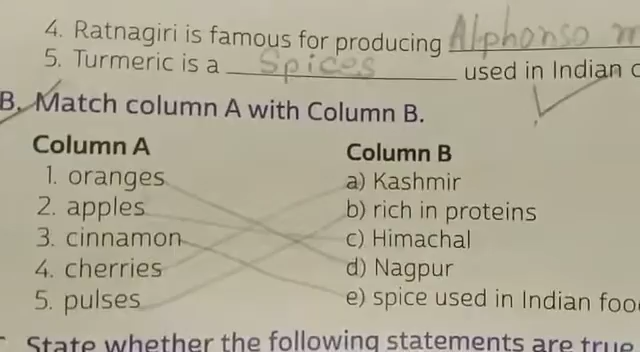 4. Ratnagiri is famous for producing Alphonso
5. Turmeric is a Spices used in Indian
B. Match column A with Column B.
Column A Column B
1. oranges a) Kashmir
2. apples b) rich in proteins
3. cinnamon c) Himachal
4. cherries d) Nagpur
5. pulses e) spice used in Indian foo
State whether the following statements are true